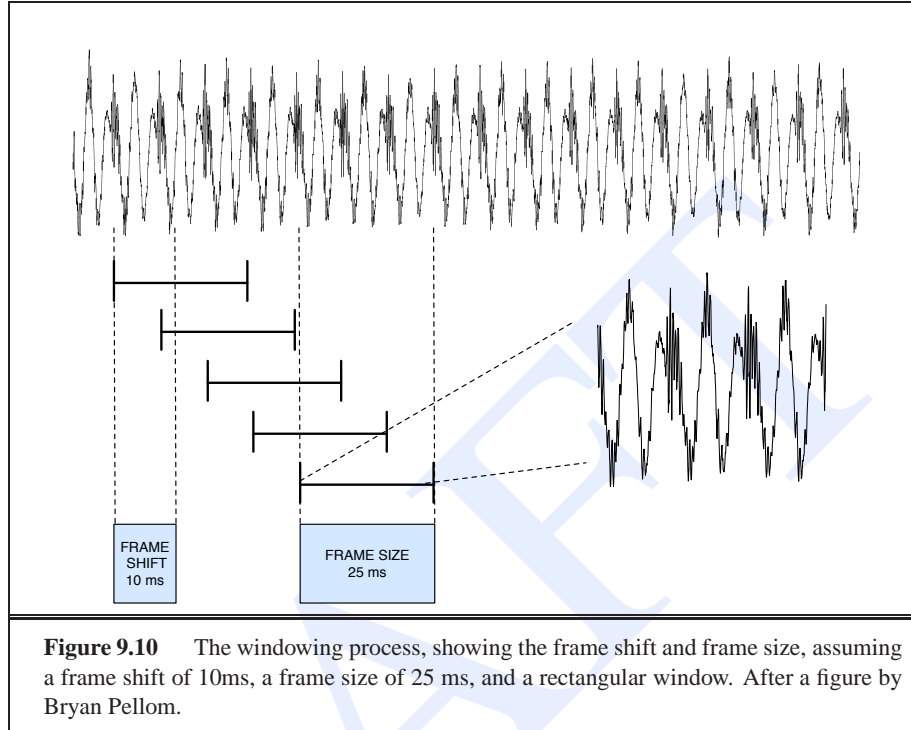 FRAME
SHIFT
10 ms
FRAME SIZE
25 ms
Figure 9.10 The windowing process, showing the frame shift and frame size, assuming
a frame shift of 10ms, a frame size of 25 ms, and a rectangular window. After a figure by
Bryan Pellom.
AFT